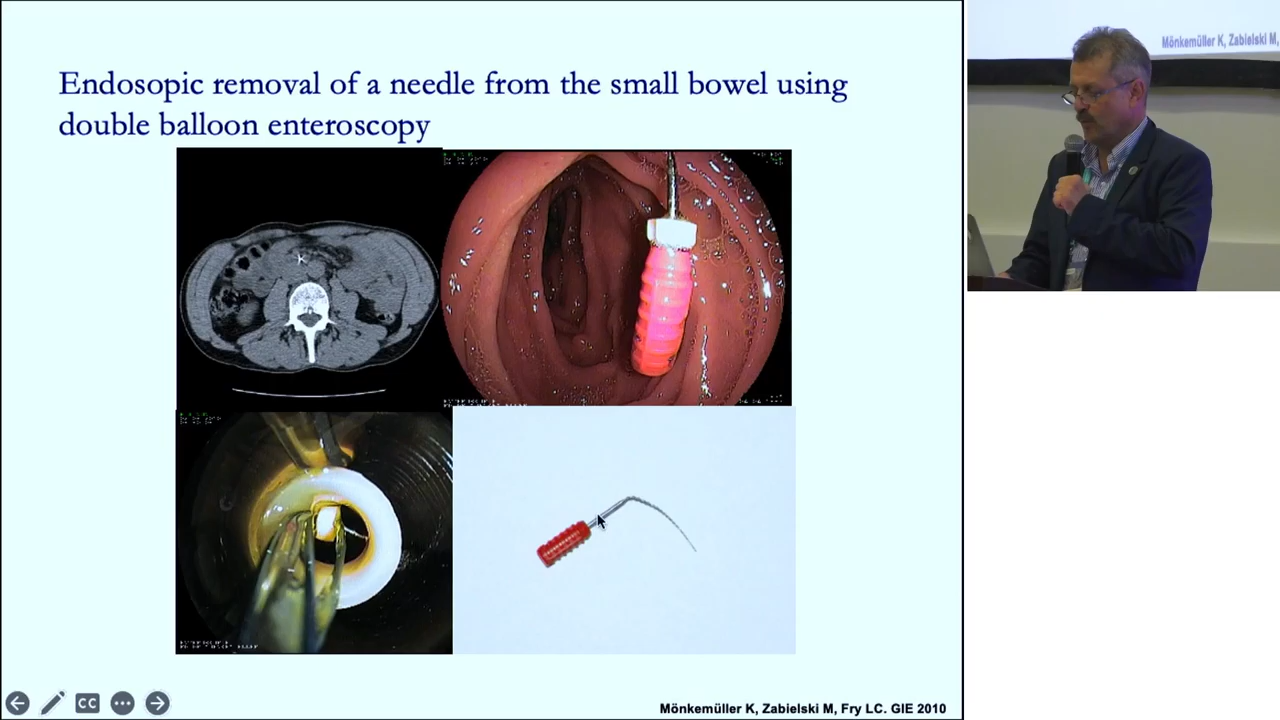 Endosopic removal of a needle from the small bowel using
double balloon enteroscopy
Mönkemüller K, Zabielski M, Fry LC. GIE 2010
Mönkemüller K, Zabielski M,
CC